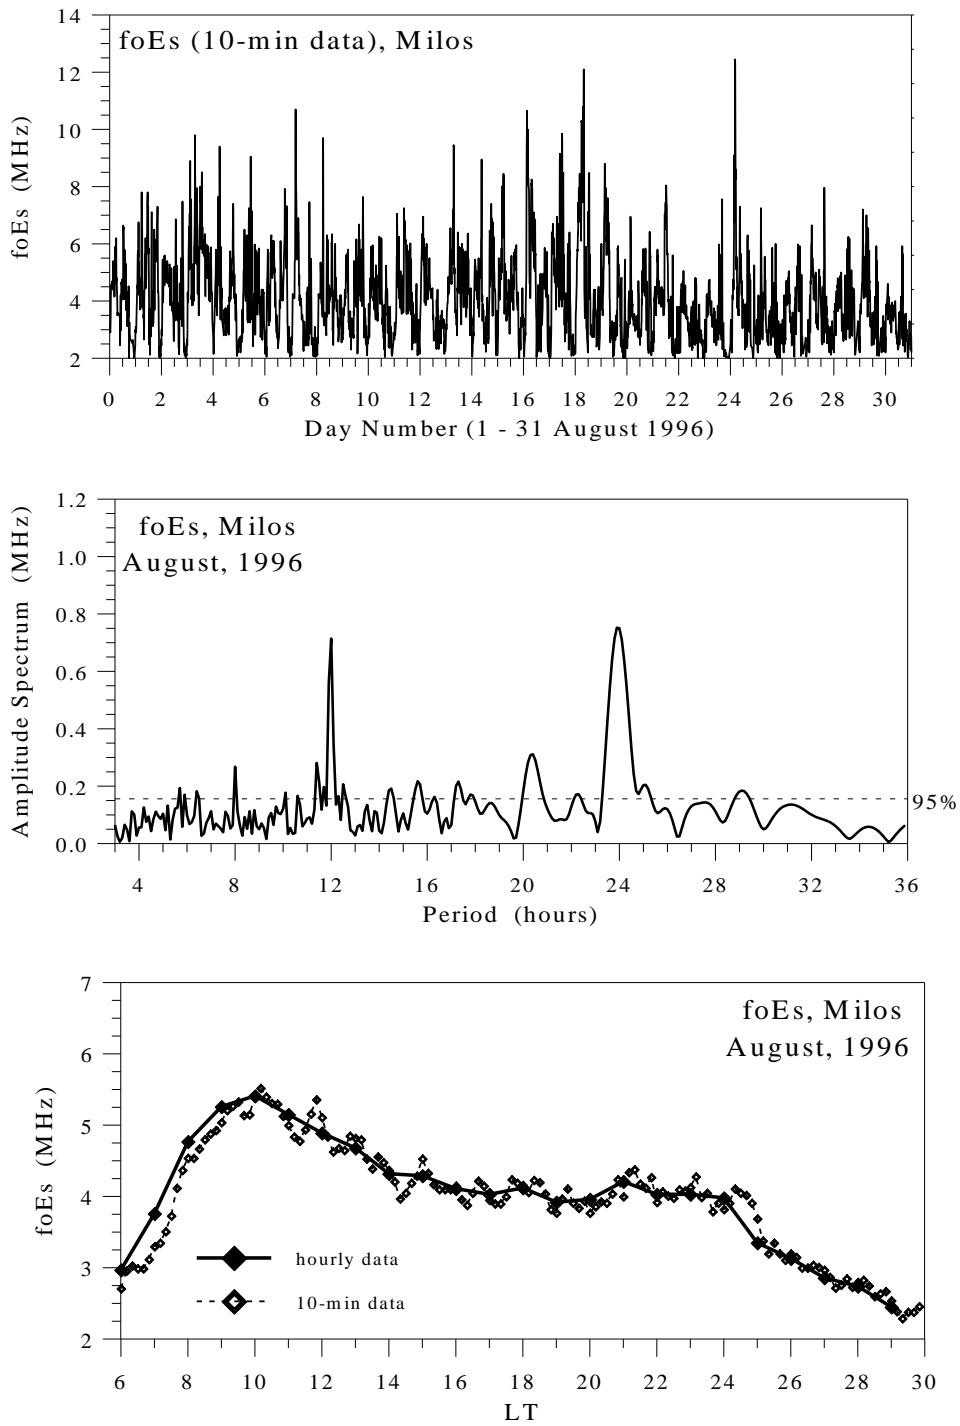 14
foEs (10-min data), Milos
12
10
8
6
4
2
foEs (MHz)
0 2 4 6 8 10 12 14 16 18 20 22 24 26 28 30
Day Number (1 - 31 August 1996)
1.2
foEs, Milos
August, 1996
1.0
0.8
0.6
0.4
0.2
0.0
Amplitude Spectrum (MHz)
95%
4 8 12 16 20 24 28 32 36
Period (hours)
7
foEs, Milos
August, 1996
6
5
4
3
2
foEs (MHz)
hourly data
10-min data
6 8 10 12 14 16 18 20 22 24 26 28 30
LT